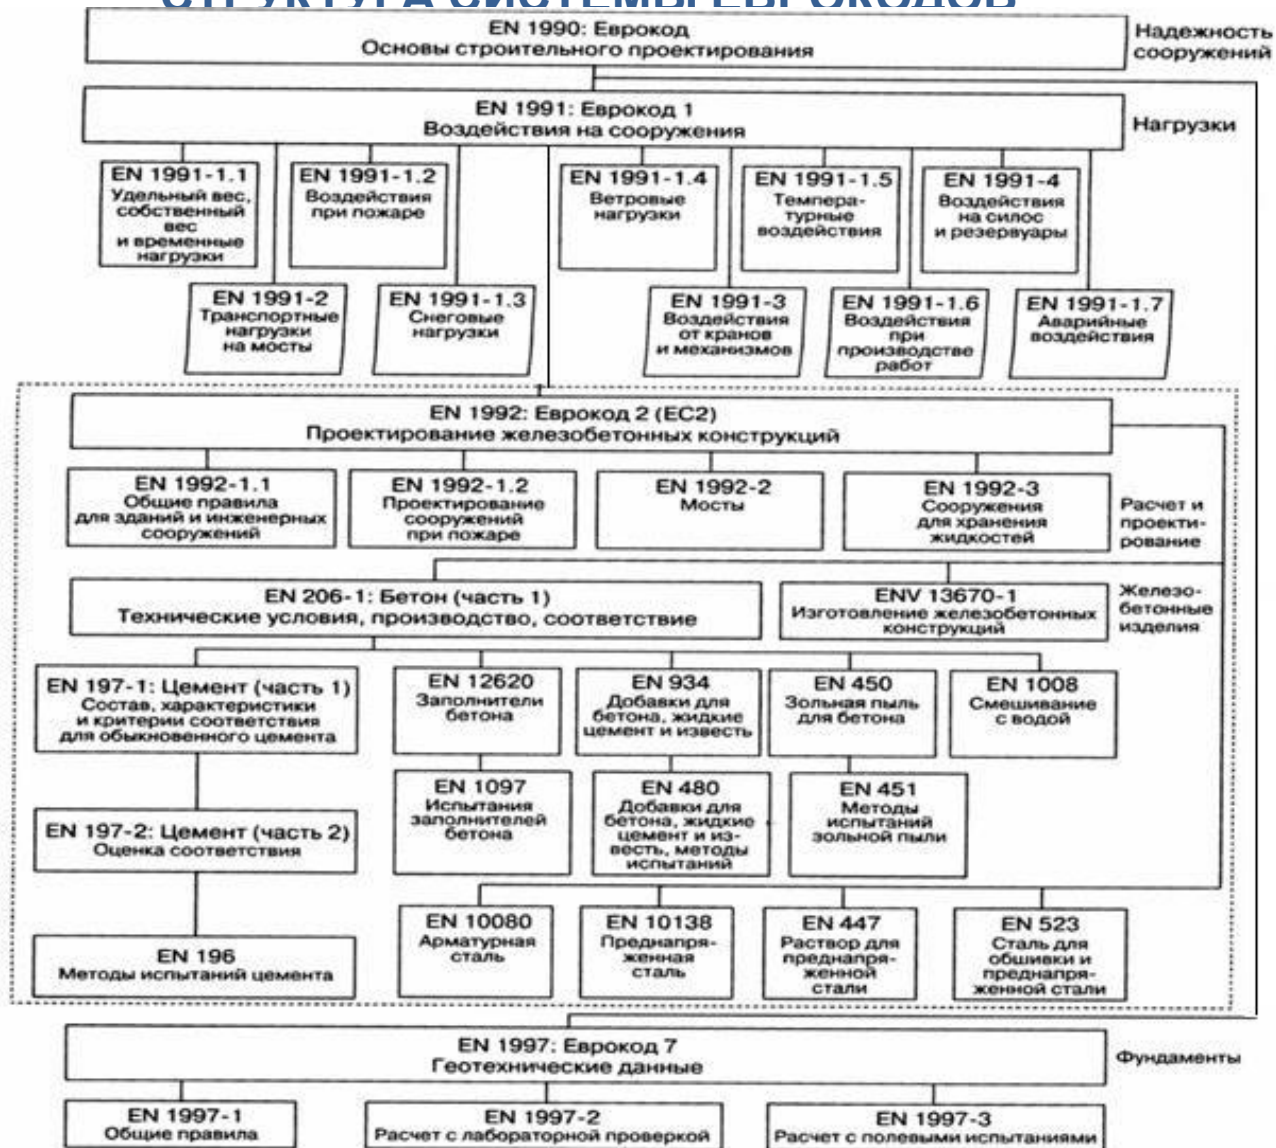 СТРУКТУРА СИСТЕМЫ ЕВРОКОДОВ
EN 1990: Еврокод
Основы строительного проектирования
Надежность
сооружений
EN 1991: Еврокод 1
Воздействия на сооружения
Нагрузки
EN 1991-1.1
Удельный вес,
собственный
вес
и временные
нагрузки
EN 1991-1.2
Воздействия
при пожаре
EN 1991-1.4
Ветровые
нагрузки
EN 1991-1.5
Темпера-
турные
воздействия
EN 1991-4
Воздействия
на силос
и резервуары
EN 1991-2
Транспортные
нагрузки
на мосты
EN 1991-1.3
Снеговые
нагрузки
EN 1991-3
Воздействия
от кранов
и механизмов
EN 1991-1.6
Воздействия
при
производстве
работ
EN 1991-1.7
Аварийные
воздействия
EN 1992: Еврокод 2 (EC2)
Проектирование железобетонных конструкций
EN 1992-1.1
Общие правила
для зданий и инженерных
сооружений
EN 1992-1.2
Проектирование
сооружений
при пожаре
EN 1992-2
Мосты
EN 1992-3
Сооружения
для хранения
жидкостей
Расчет и
проекти-
рование
EN 206-1: Бетон (часть 1)
Технические условия, производство, соответствие
ENV 13670-1
Изготовление железобетонных
конструкций
Железо-
бетонные
изделия
EN 197-1: Цемент (часть 1)
Состав, характеристики
и критерии соответствия
для обыкновенного цемента
EN 12620
Заполнители
бетона
EN 934
Добавки для
бетона, жидкие
цемент и известь
EN 450
Зольная пыль
для бетона
EN 1008
Смешивание
с водой
EN 1097
Испытания
заполнителей
бетона
EN 480
Добавки для
бетона, жидкие
цемент и из-
весть, методы
испытаний
EN 451
Методы
испытаний
зольной пыли
EN 197-2: Цемент (часть 2)
Оценка соответствия
EN 196
Методы испытаний цемента
EN 10080
Арматурная
сталь
EN 10138
Преднапря-
женная
сталь
EN 447
Раствор для
преднапря-
женной
стали
EN 523
Сталь для
обшивки и
преднапря-
женной стали
EN 1997: Еврокод 7
Геотехнические данные
Фундаменты
EN 1997-1
Общие правила
EN 1997-2
Расчет с лабораторной проверкой
EN 1997-3
Расчет с полевыми испытаниями